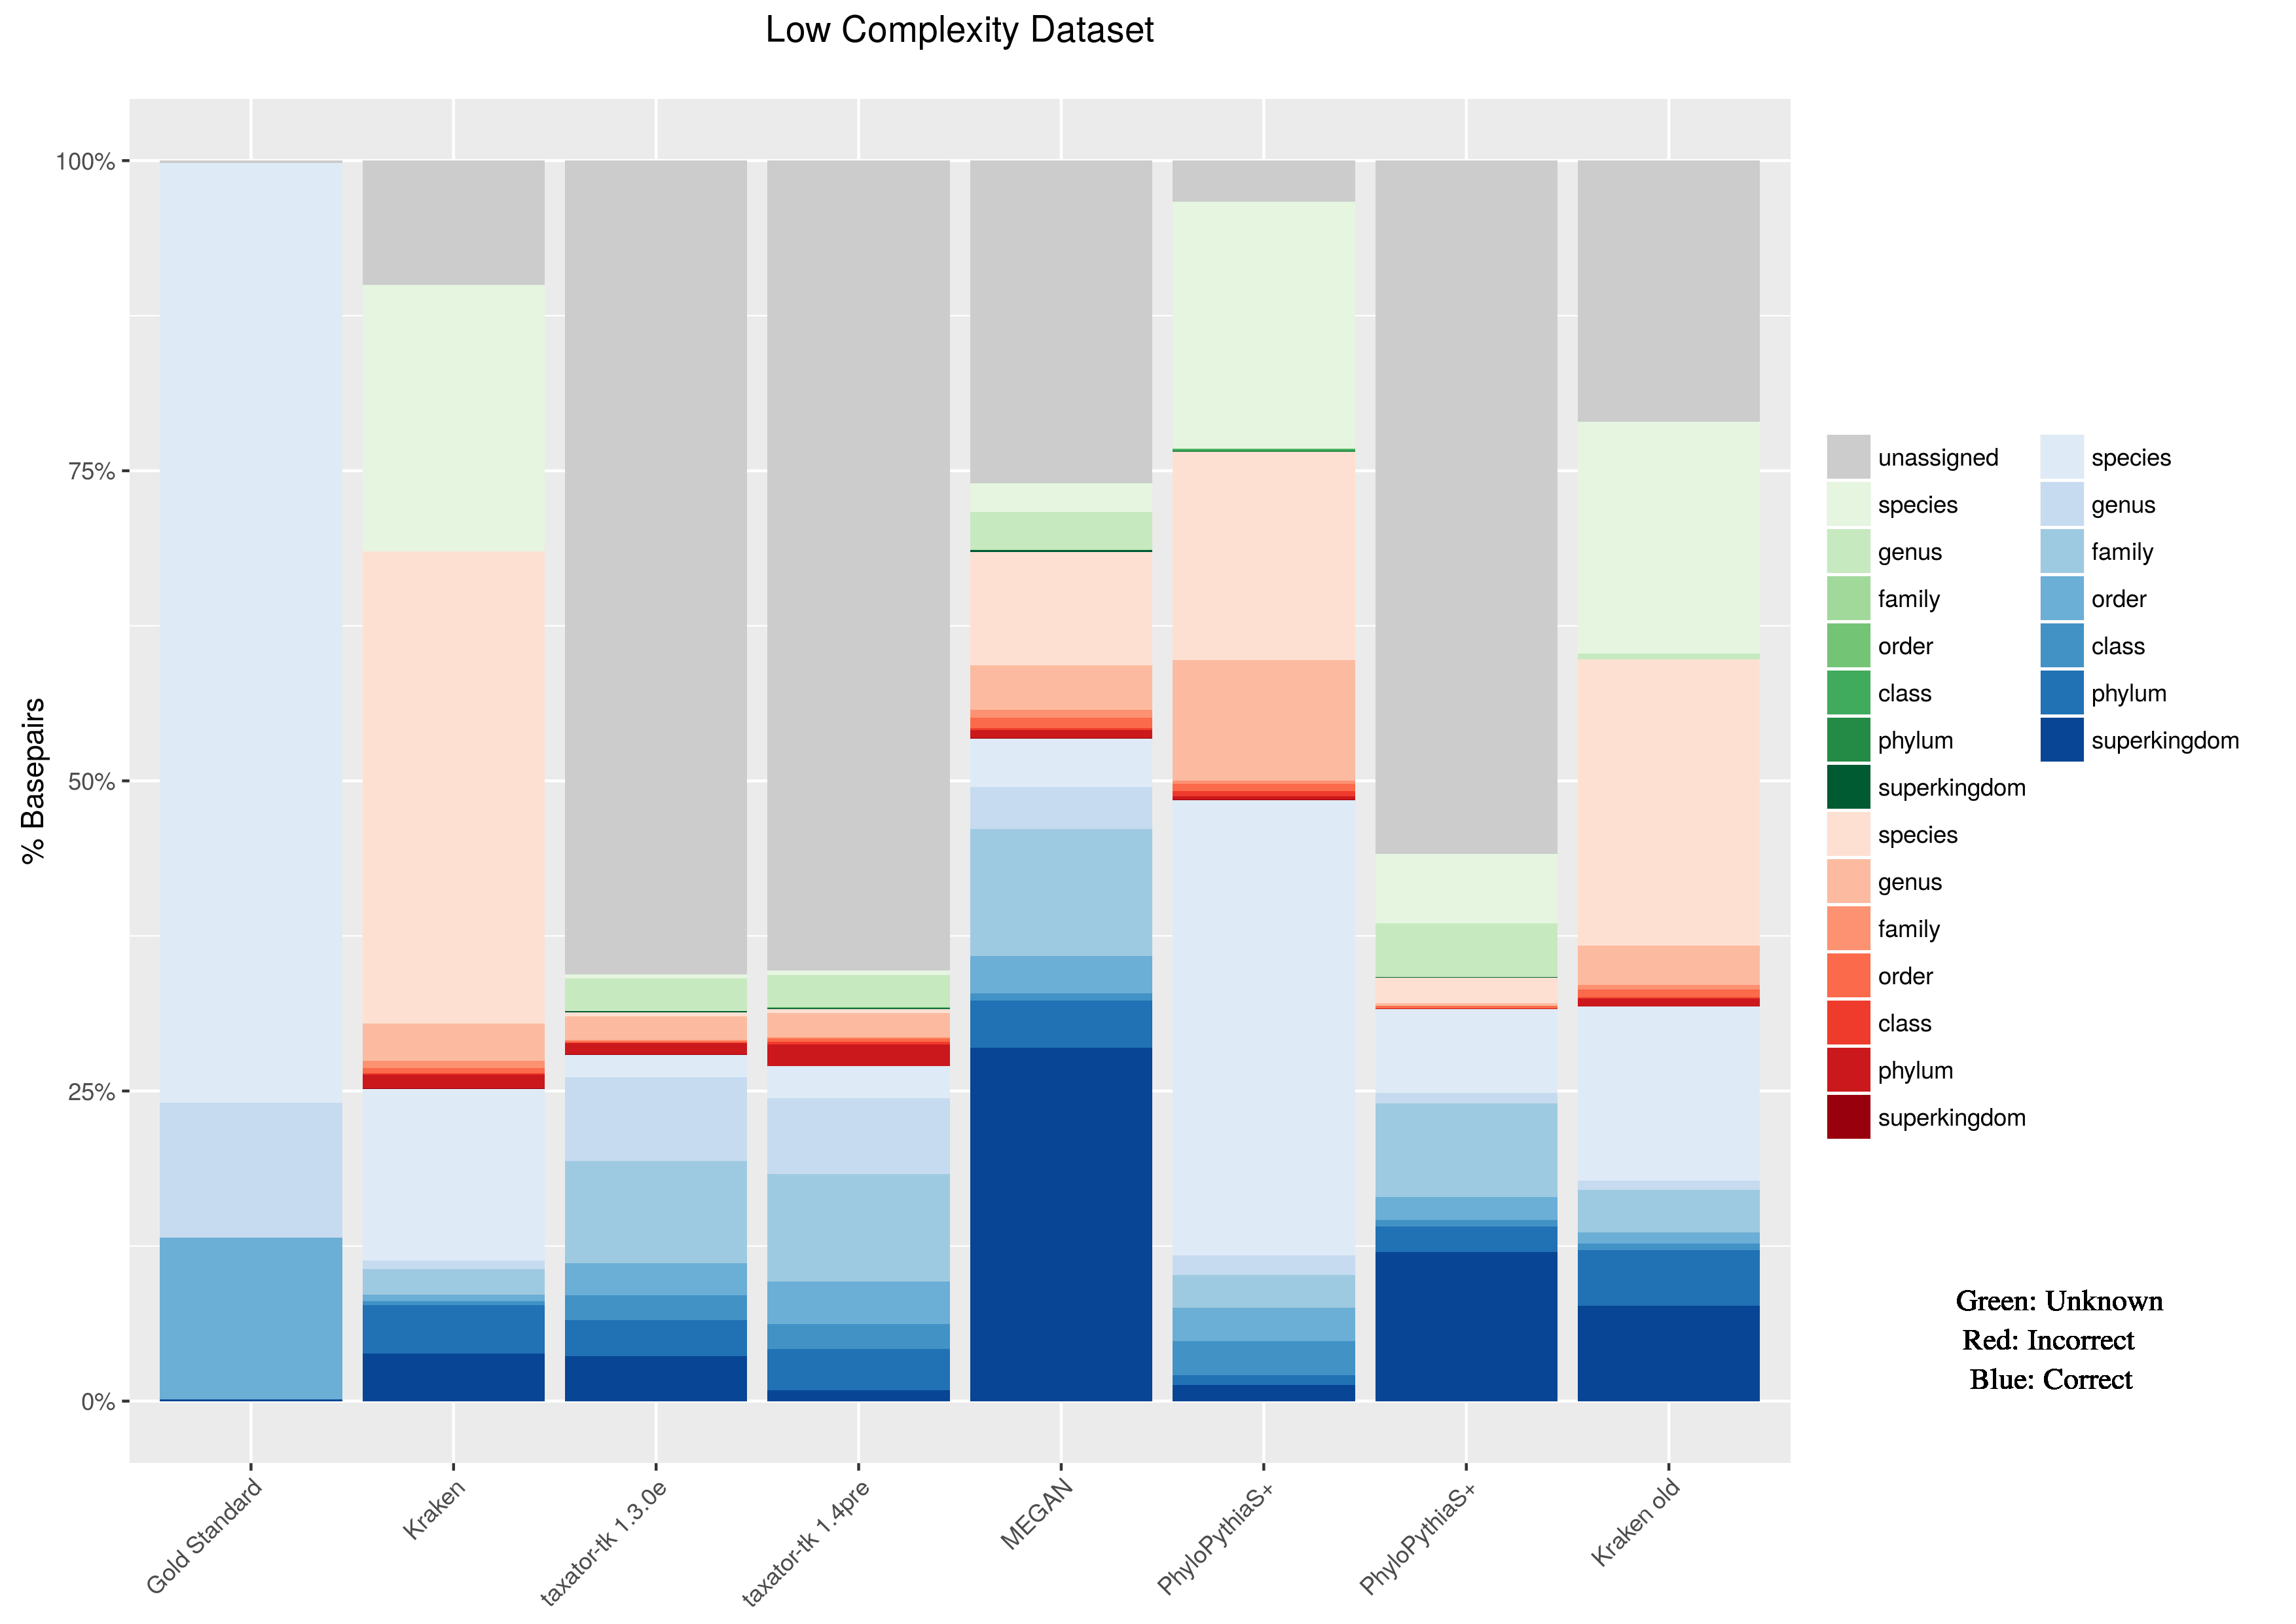 Low Complexity Dataset
% Basepairs
100%
75%
50%
25%
0%
Gold Standard
Kraken
taxator-tk 1.3.0e
taxator-tk 1.4pre
MEGAN
PhyloPythiaS+
PhyloPythiaS+
Kraken old
unassigned
species
genus
family
order
class
phylum
superkingdom
species
genus
family
order
class
phylum
superkingdom
species
genus
family
order
class
phylum
superkingdom
Green: Unknown
Red: Incorrect
Blue: Correct